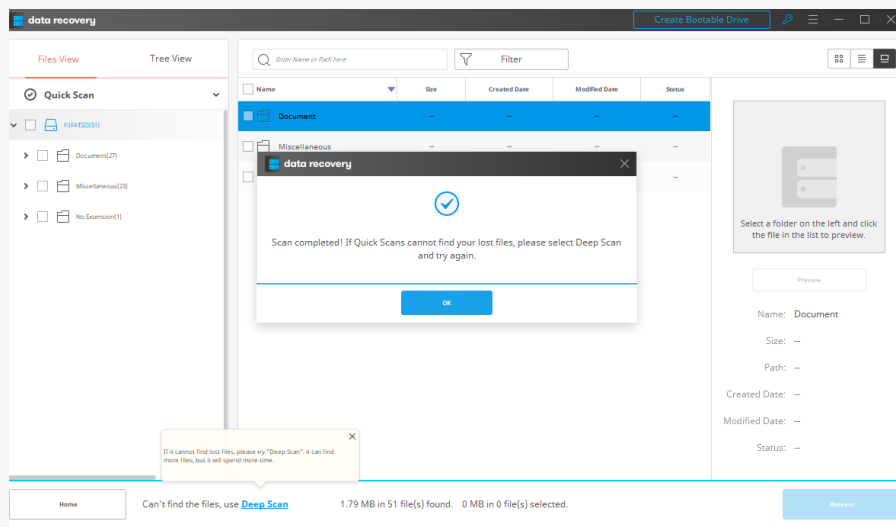 data recovery
Create Bootable Drive
Files View
Tree View
Enter Name or Path here
Filter
Quick Scan
Name
Size
Created Date
Modified Date
Status
F:(FAT32)(51)
Document
--
--
--
--
Document(27)
Miscellaneous
--
--
--
--
Miscellaneous(23)
--
No Extension(1)
data recovery
Scan completed! If Quick Scans cannot find your lost files, please select Deep Scan
and try again.
OK
Select a folder on the left and click
the file in the list to preview.
Preview
Name: Document
Size: --
Path: --
Created Date: --
Modified Date: --
Status: --
If it cannot find lost files, please try "Deep Scan". it can find
more files, but it will spend more time.
Home
Can't find the files, use Deep Scan
1.79 MB in 51 file(s) found.
0 MB in 0 file(s) selected.
Recover